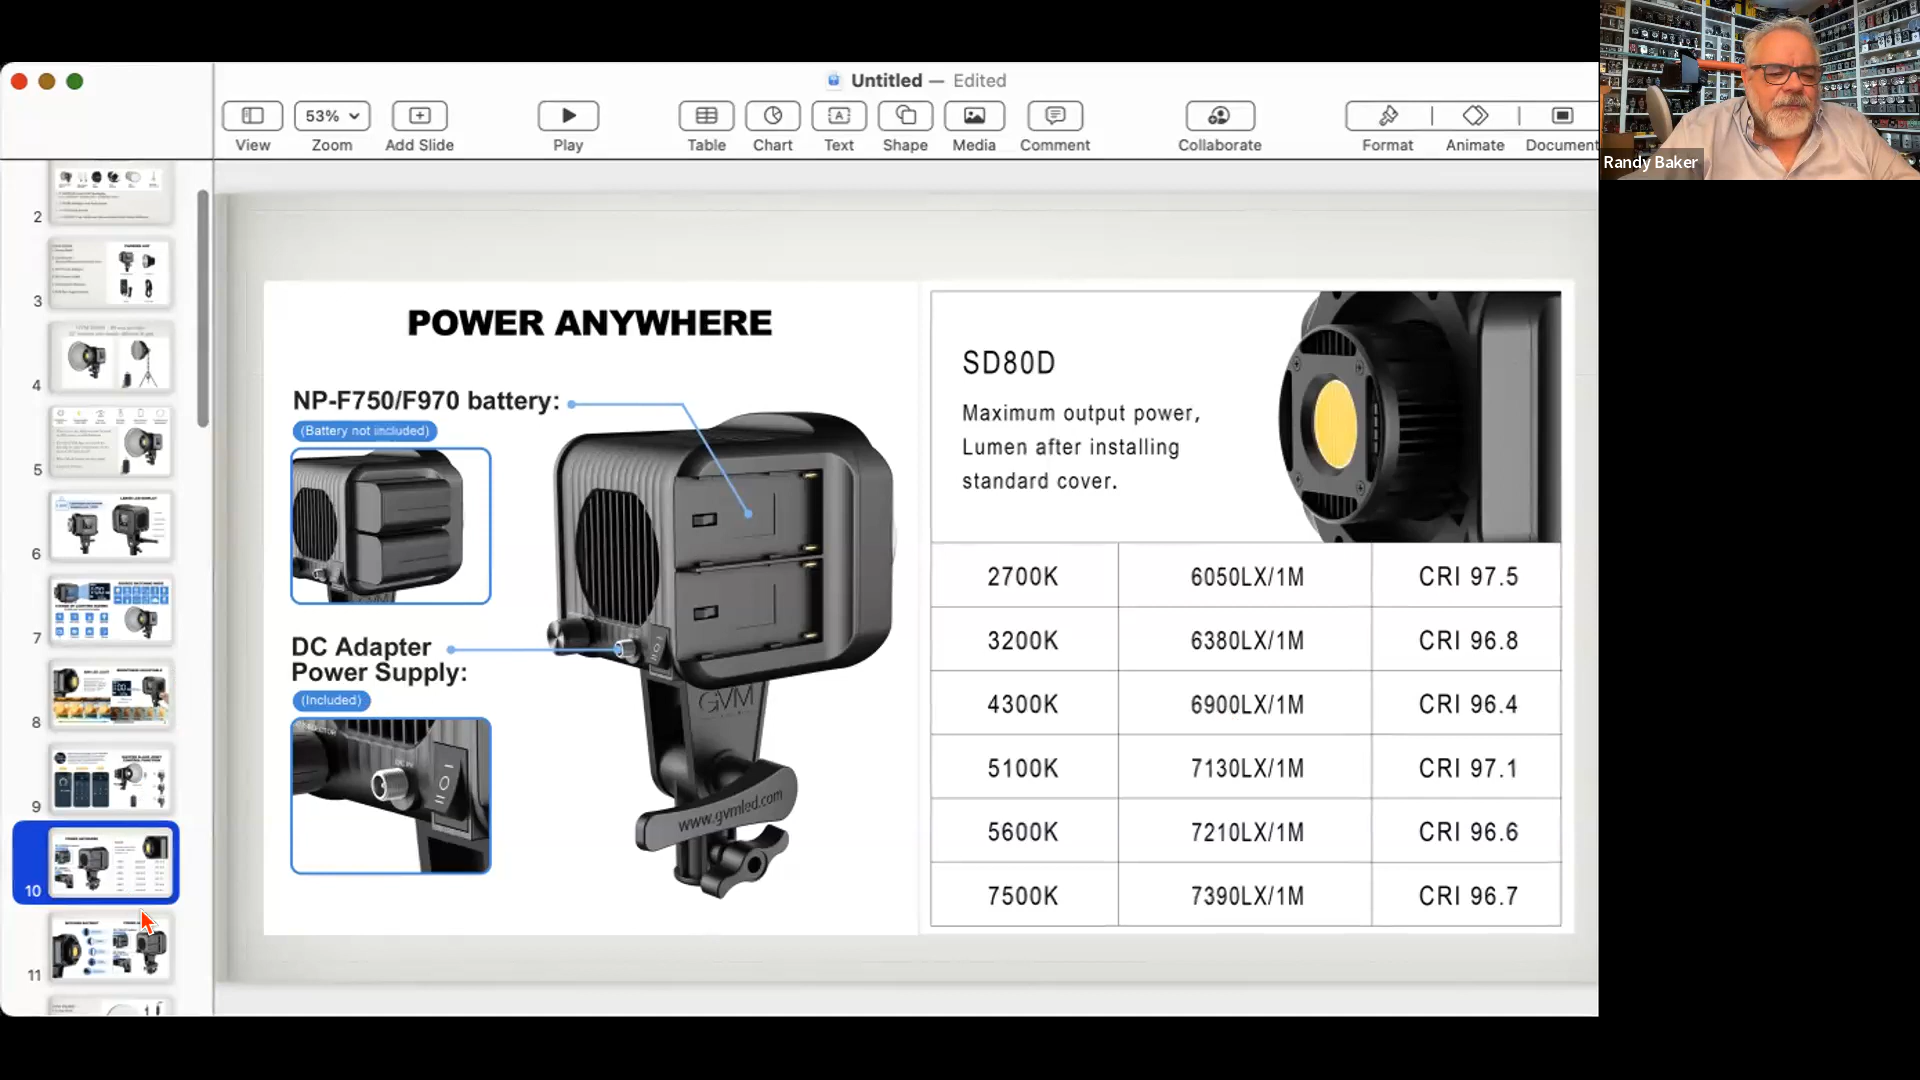 Untitled — Edited
53%
View
Zoom
Add Slide
Play
Table
Chart
Text
Shape
Media
Comment
Collaborate
Format
Animate
Document
Randy Baker
2
3
4
5
6
7
8
9
10
11
POWER ANYWHERE
NP-F750/F970 battery:
(Battery not included)
DC Adapter
Power Supply:
(Included)
GVM
www.gvmled.com
SD80D
Maximum output power,
Lumen after installing
standard cover.
2700K 6050LX/1M CRI 97.5
3200K 6380LX/1M CRI 96.8
4300K 6900LX/1M CRI 96.4
5100K 7130LX/1M CRI 97.1
5600K 7210LX/1M CRI 96.6
7500K 7390LX/1M CRI 96.7